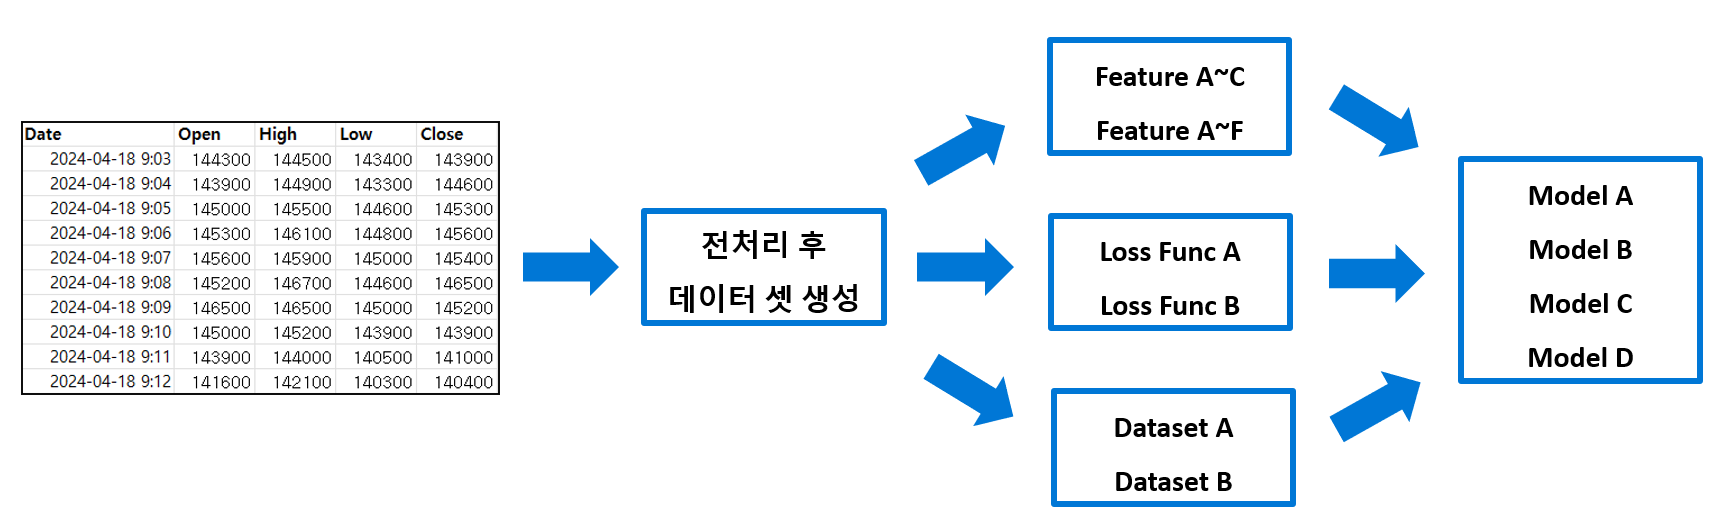 Date Open High Low Close
2024-04-18 9:03 144300 144500 143400 143900
2024-04-18 9:04 143900 144900 143300 144600
2024-04-18 9:05 145000 145500 144600 145300
2024-04-18 9:06 145300 146100 144800 145600
2024-04-18 9:07 145600 145900 145000 145400
2024-04-18 9:08 145200 146700 144600 146500
2024-04-18 9:09 146500 146500 145000 145200
2024-04-18 9:10 145000 145200 143900 143900
2024-04-18 9:11 143900 144000 140500 141000
2024-04-18 9:12 141600 142100 140300 140400
전처리 후
데이터 셋 생성
Feature A~C
Feature A~F
Loss Func A
Loss Func B
Dataset A
Dataset B
Model A
Model B
Model C
Model D